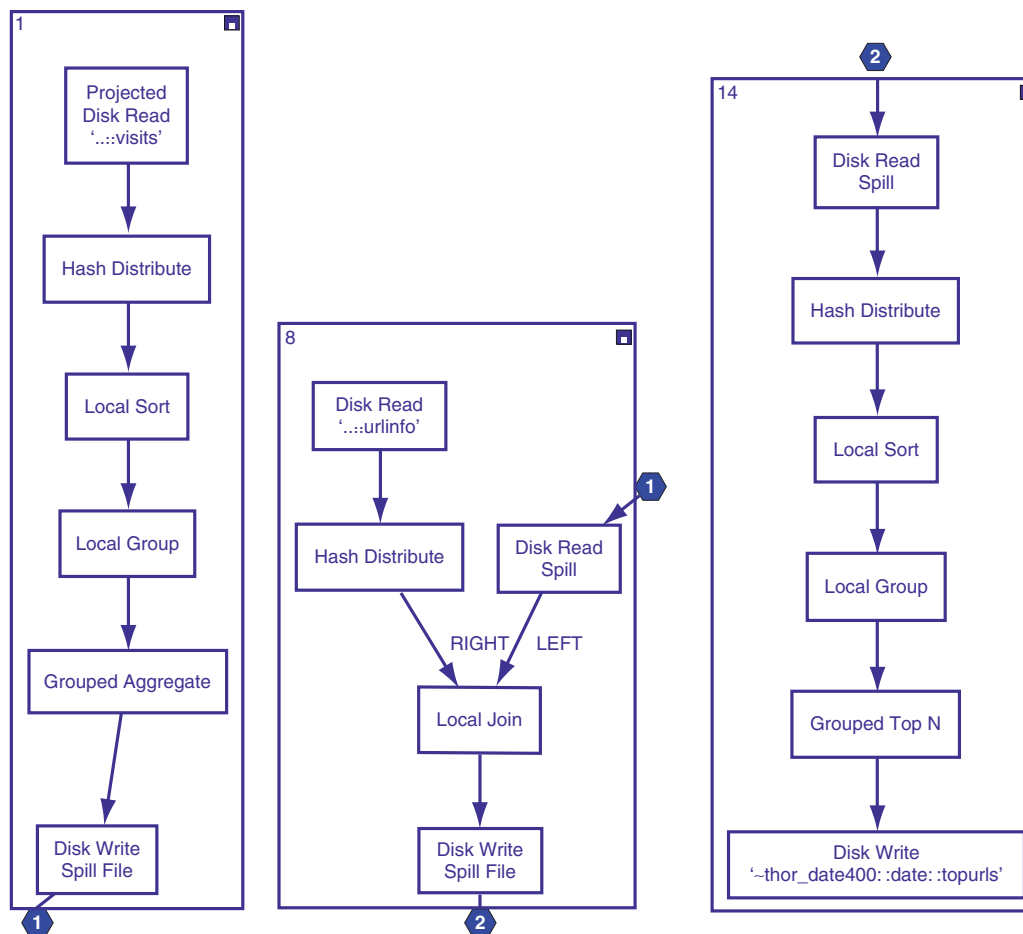 1
Projected
Disk Read
‘..::visits’
Hash Distribute
Local Sort
Local Group
Grouped Aggregate
Disk Write
Spill File
1
8
Disk Read
‘..::urlinfo’
1
Hash Distribute
Disk Read
Spill
RIGHT
LEFT
Local Join
Disk Write
Spill File
2
2
14
Disk Read
Spill
Hash Distribute
Local Sort
Local Group
Grouped Top N
Disk Write
‘~thor_date400: :date: :topurls’